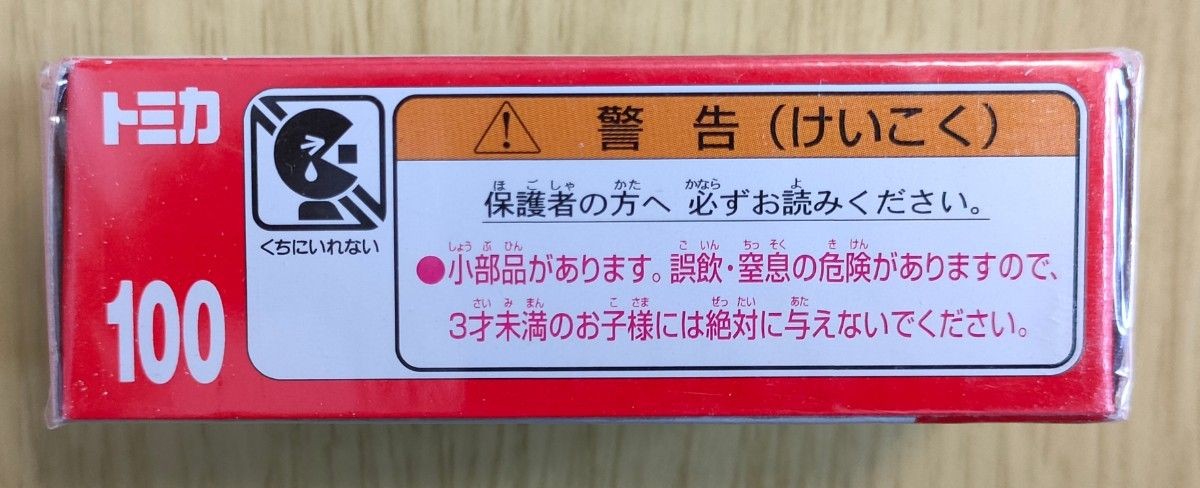 トミカ
100
くちにいれない
警告(けいこく)
ほごしゃ かた かなら よ
保護者の方へ 必ずお読みください。
しょうぶひん ごいん ちっそく きけん
●小部品があります。誤飲・窒息の危険がありますので、
さいみまん こさま ぜったい あた
3才未満のお子様には絶対に与えないでください。